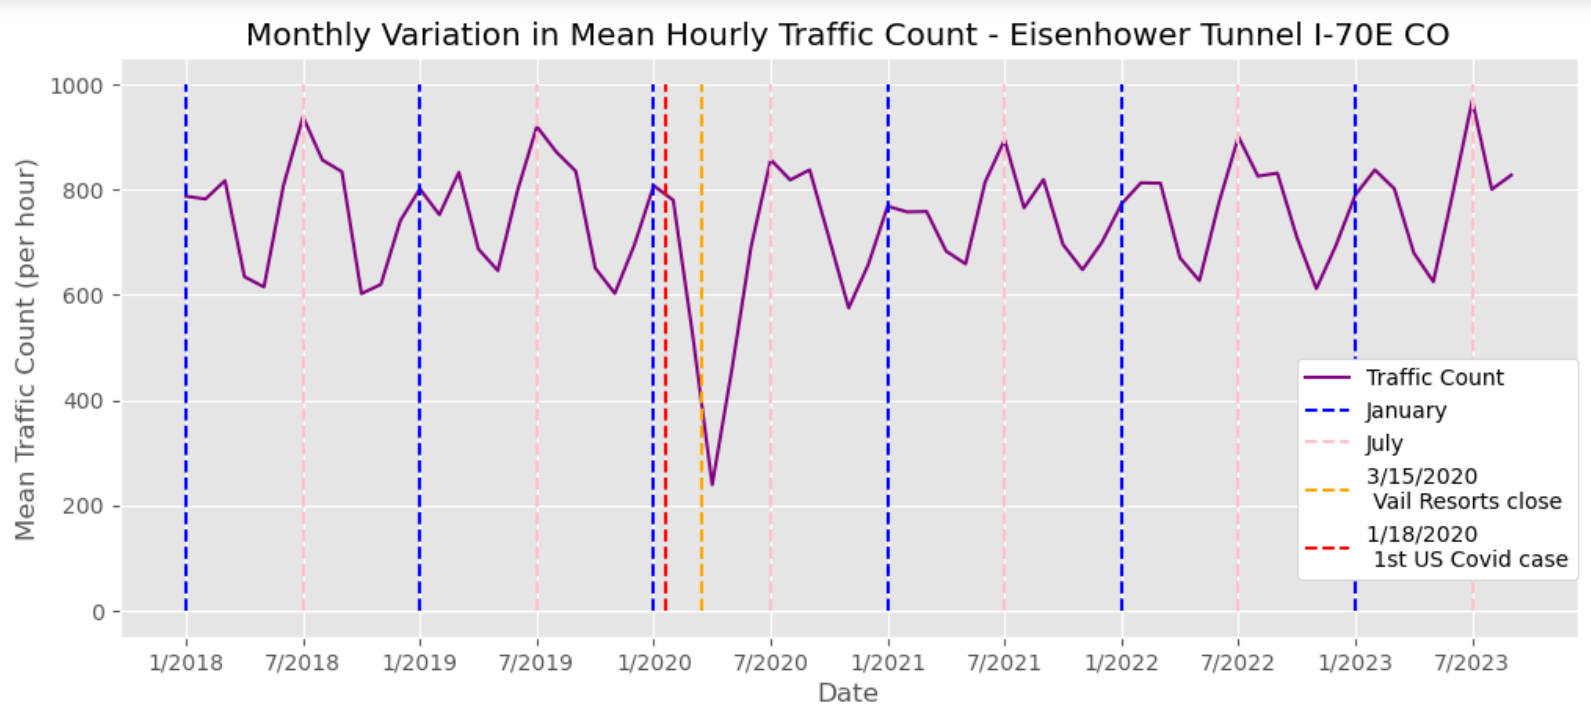 Monthly Variation in Mean Hourly Traffic Count - Eisenhower Tunnel I-70E CO
Mean Traffic Count (per hour)
1000
800
600
400
200
0
Traffic Count
January
July
3/15/2020
Vail Resorts close
1/18/2020
1st US Covid case
1/2018 7/2018 1/2019 7/2019 1/2020 7/2020 1/2021 7/2021 1/2022 7/2022 1/2023 7/2023
Date